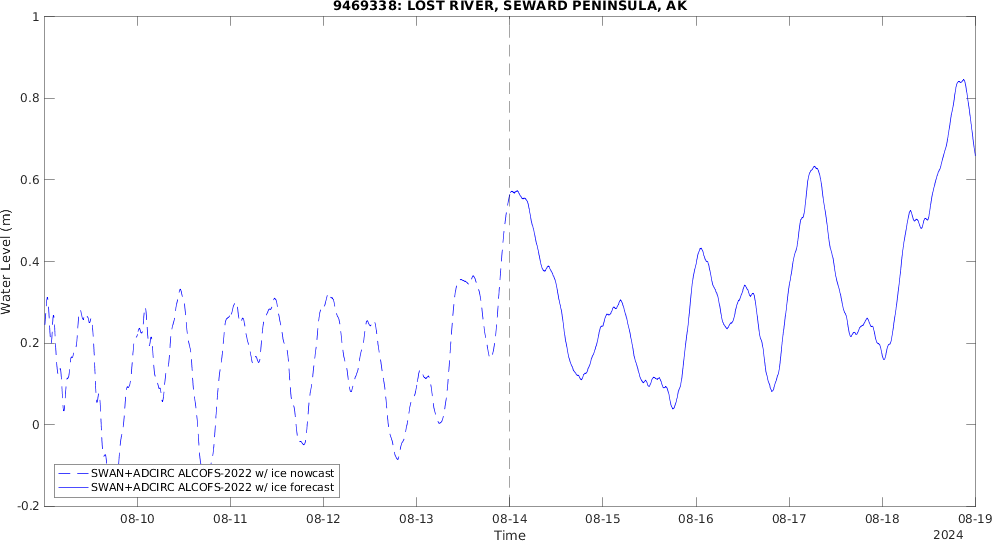 9469338: LOST RIVER, SEWARD PENINSULA, AK
1
0.8
0.6
0.4
0.2
0
-0.2
Water Level (m)
SWAN+ADCIRC ALCOFS-2022 w/ ice nowcast
SWAN+ADCIRC ALCOFS-2022 w/ ice forecast
08-10 08-11 08-12 08-13 08-14 08-15 08-16 08-17 08-18 08-19
Time
2024